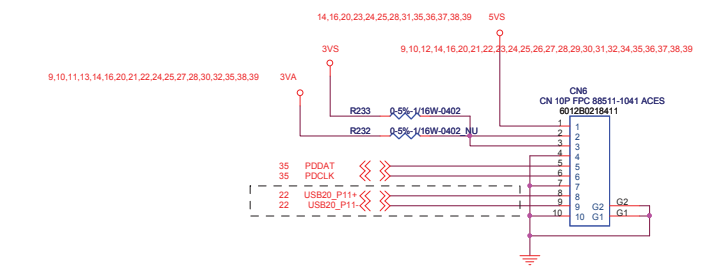 14,16,20,23,24,25,28,31,35,36,37,38,39 5VS
3VS 9,10,12,14,16,20,21,22,23,24,25,26,27,28,29,30,31,32,34,35,36,37,38,39
9,10,11,13,14,16,20,21,22,24,25,27,28,30,32,35,38,39 3VA
CN6
CN 10P FPC 88511-1041 ACES
6012B0218411
R233 0-5%-1/16W-0402
R232 0-5%-1/16W-0402_NU
1 1
2 2
3 3
4 4
35 PDDAT 5 5
35 PDCLK 6 6
7 7
22 USB20_P11+ 8 8
22 USB20_P11- 9 9 G2 G2
10 10 G1 G1